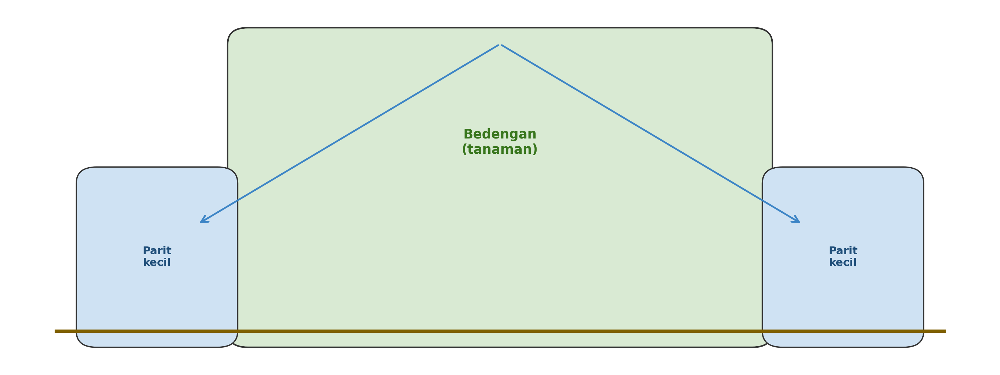 Bedengan
(tanaman)
Parit
kecil
Parit
kecil